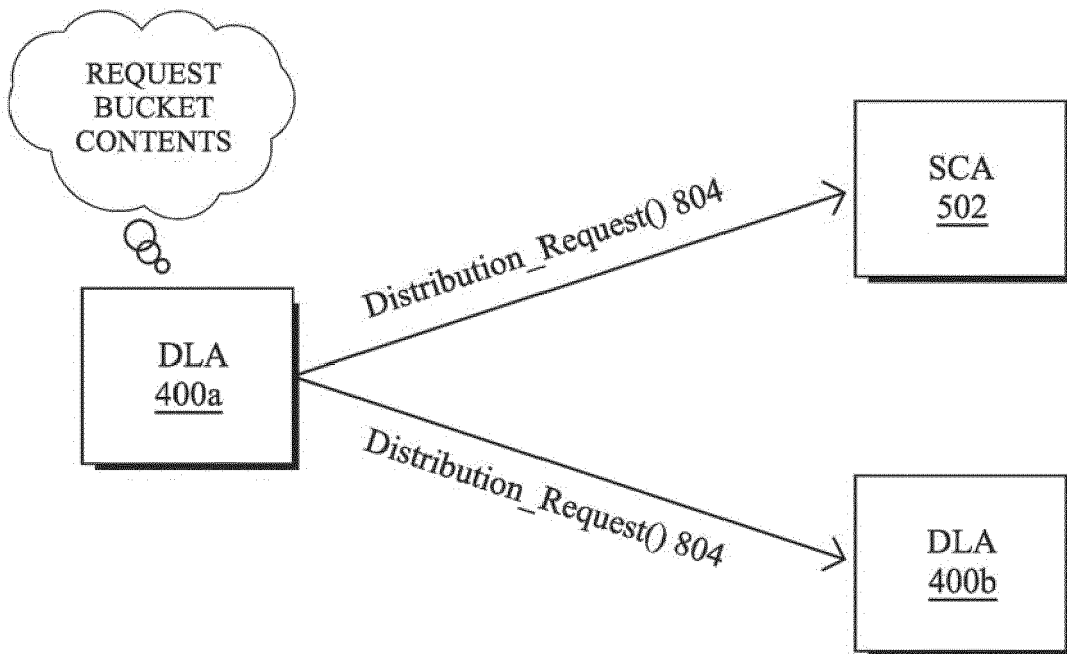 REQUEST
BUCKET
CONTENTS
SCA
502
Distribution_Request() 804
DLA
400a
Distribution_Request() 804
DLA
400b